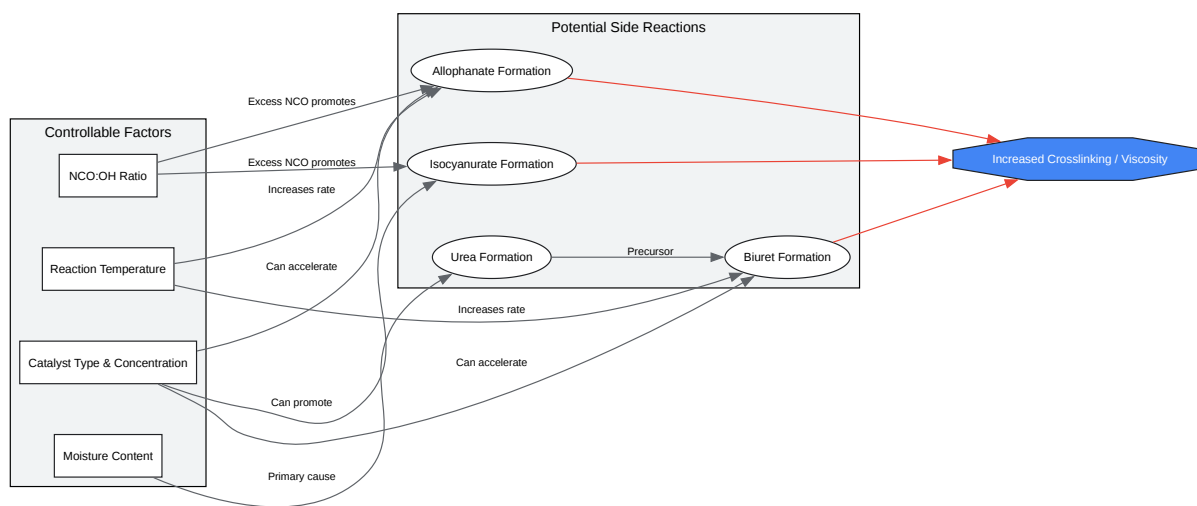 Potential Side Reactions
Allophanate Formation
Excess NCO promotes
Controllable Factors
NCO:OH Ratio
Excess NCO promotes
Isocyanurate Formation
Increased Crosslinking / Viscosity
Increases rate
Reaction Temperature
Can accelerate
Urea Formation
Precursor
Biuret Formation
Increases rate
Catalyst Type & Concentration
Can accelerate
Can promote
Moisture Content
Primary cause